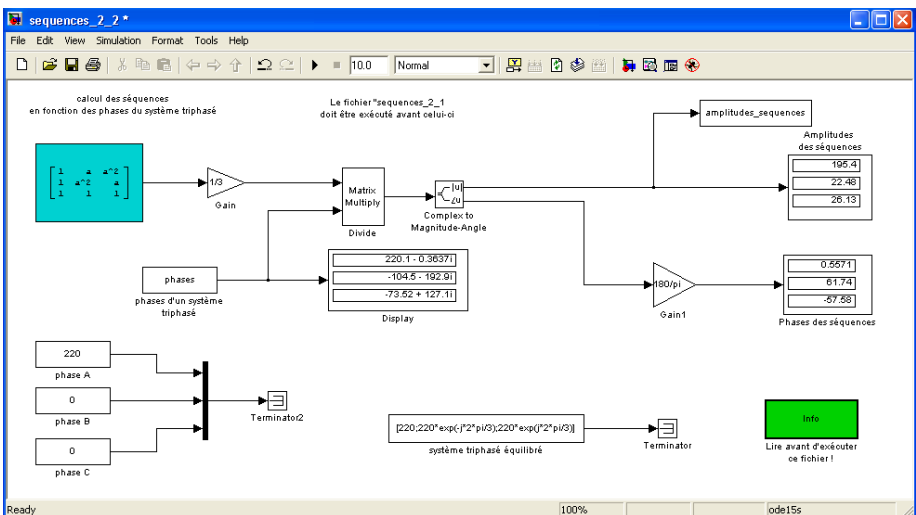 sequences_2_2 *
File Edit View Simulation Format Tools Help
10.0 Normal
calcul des séquences
en fonction des phases du système triphasé
Le fichier "sequences_2_1
doit être exécuté avant celui-ci
1 a a^2
1 a^2 a
1 1 1
1/3
Gain
Matrix
Multiply
Divide
|u|
∠u
Complex to
Magnitude-Angle
amplitudes_sequences
Amplitudes
des séquences
195.4
22.48
26.13
phases
phases d'un système
triphasé
220.1 - 0.3637i
-104.5 - 192.9i
-73.52 + 127.1i
Display
180/pi
Gain1
0.5571
61.74
-57.58
Phases des séquences
220
phase A
0
phase B
0
phase C
Terminator2
[220;220*exp(-j*2*pi/3);220*exp(j*2*pi/3)]
système triphasé équilibré
Terminator
Info
Lire avant d'exécuter
ce fichier !
Ready 100% ode15s